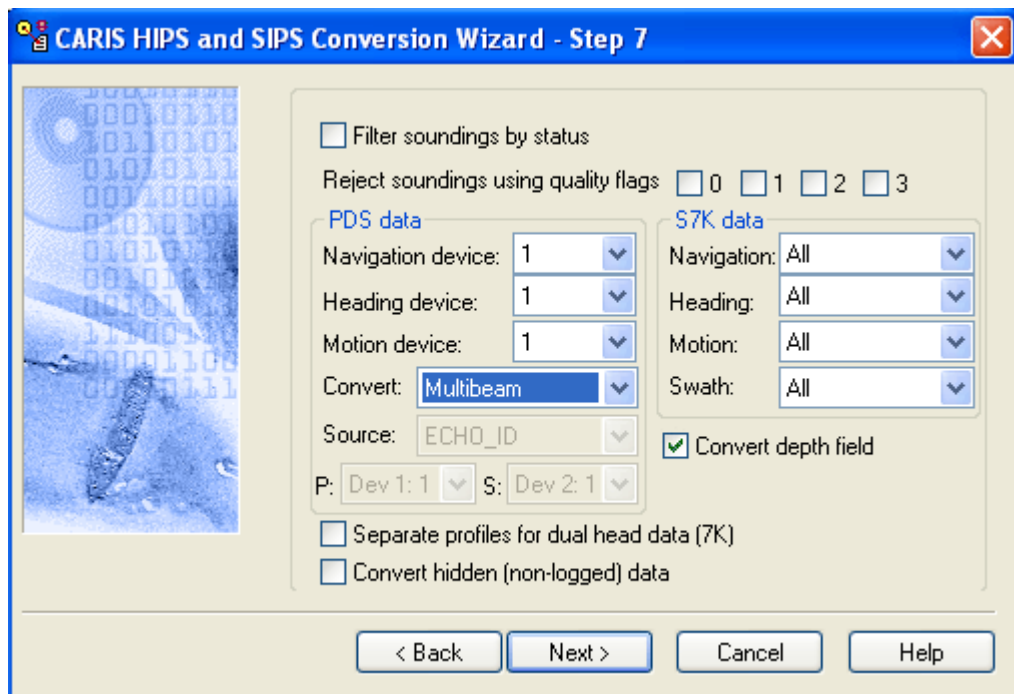 CARIS HIPS and SIPS Conversion Wizard - Step 7
Filter soundings by status
Reject soundings using quality flags 0 1 2 3
PDS data
Navigation device: 1
Heading device: 1
Motion device: 1
Convert: Multibeam
Source: ECHO_ID
P: Dev 1: 1 S: Dev 2: 1
S7K data
Navigation: All
Heading: All
Motion: All
Swath: All
Convert depth field
Separate profiles for dual head data (7K)
Convert hidden (non-logged) data
< Back
Next >
Cancel
Help